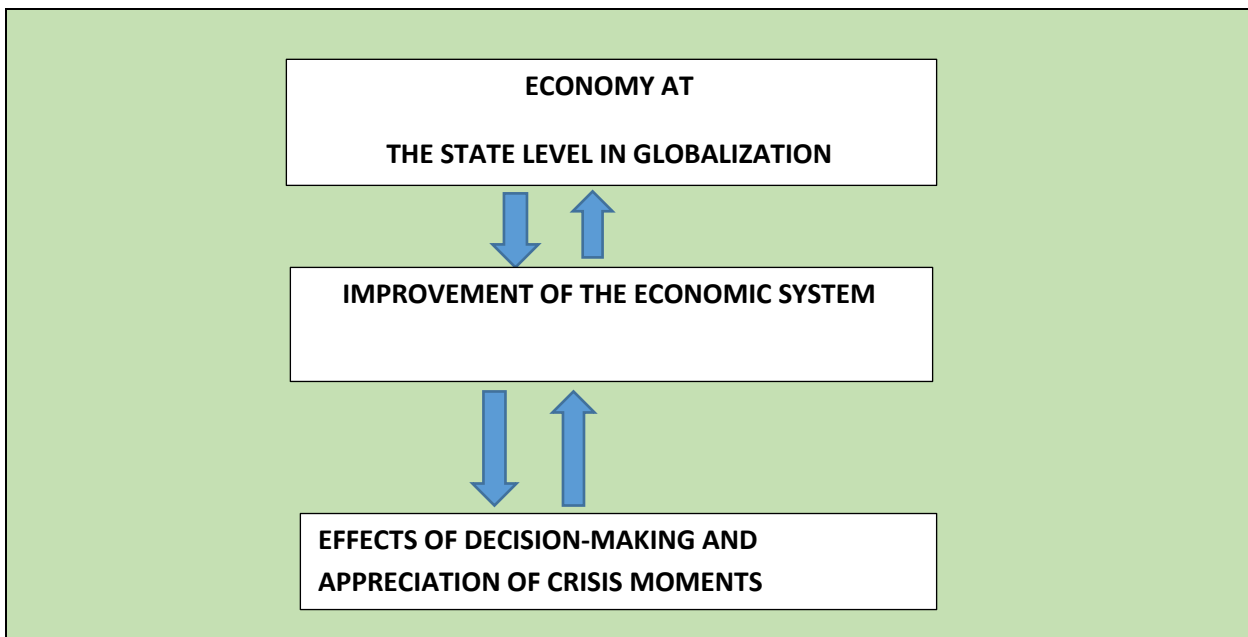 ECONOMY AT
THE STATE LEVEL IN GLOBALIZATION
IMPROVEMENT OF THE ECONOMIC SYSTEM
EFFECTS OF DECISION-MAKING AND
APPRECIATION OF CRISIS MOMENTS